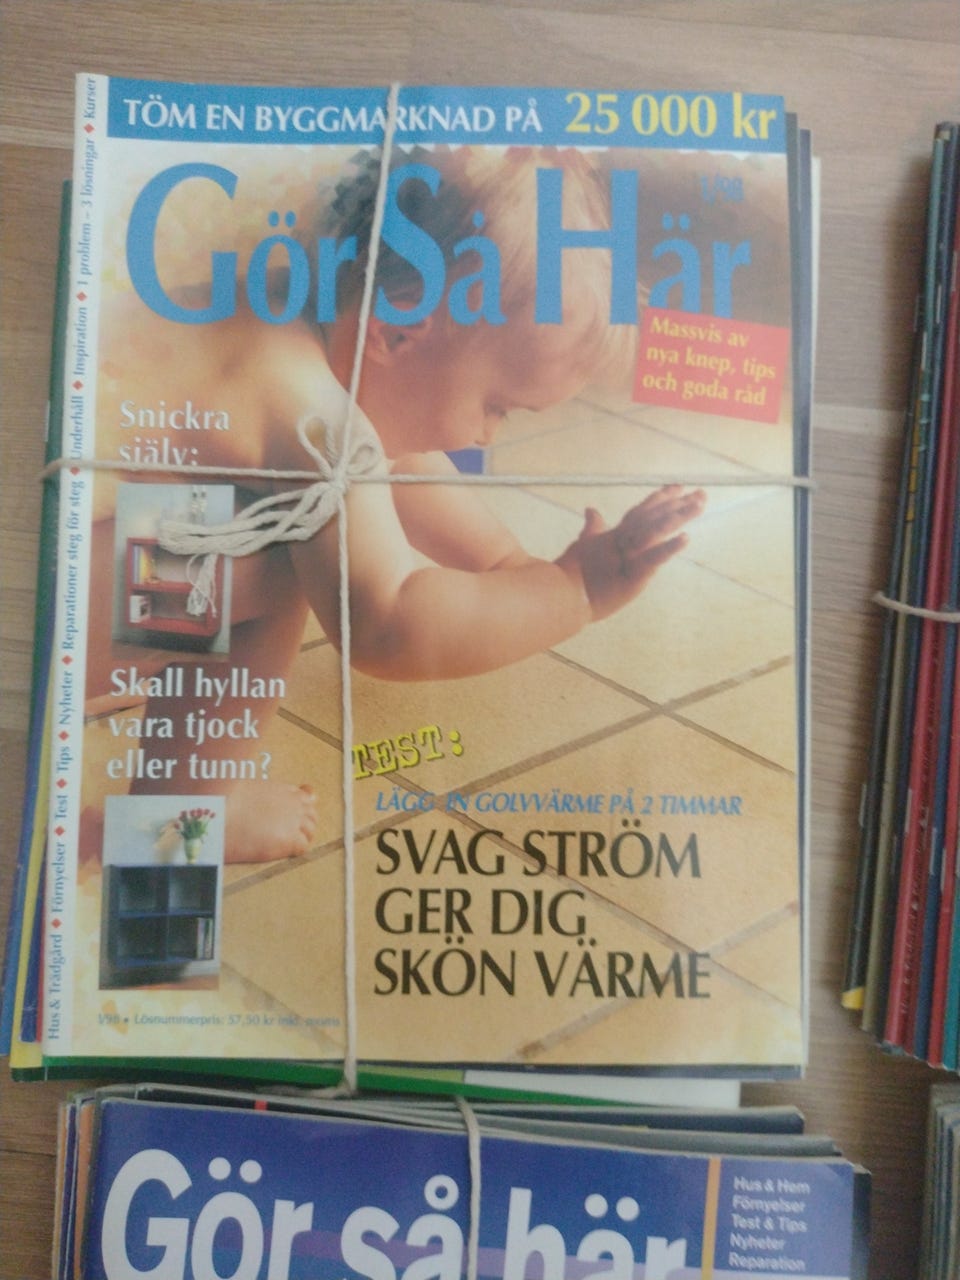 TÖM EN BYGGMARKNAD PÅ 25 000 kr
Gör Så Här
1/98
Massvis av
nya knep, tips
och goda råd
Snickra
själv:
Skall hyllan
vara tjock
eller tunn?
TEST:
LÄGG IN GOLVVÄRME PÅ 2 TIMMAR
SVAG STRÖM
GER DIG
SKÖN VÄRME
1/98 • Lösnummerpris: 57,50 kr inkl. moms
Hus & Trädgård ♦ Förnyelser ♦ Test ♦ Tips ♦ Nyheter ♦ Reparationer steg för steg ♦ Underhåll ♦ Inspiration ♦ 1 problem – 3 lösningar ♦ Kurser
Gör så här
Hus & Hem
Förnyelser
Test & Tips
Nyheter
Reparation